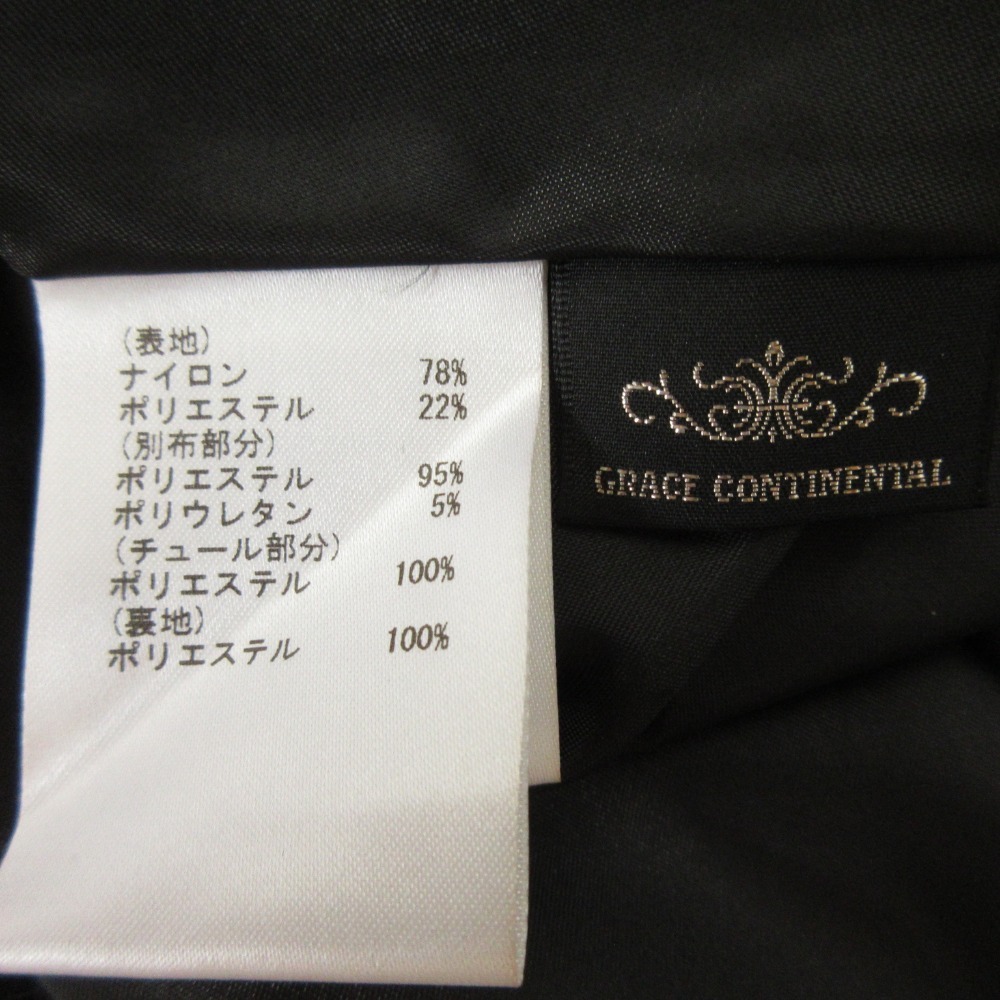 (表地)
ナイロン 78%
ポリエステル 22%
(別布部分)
ポリエステル 95%
ポリウレタン 5%
(チュール部分)
ポリエステル 100%
(裏地)
ポリエステル 100%
GRACE CONTINENTAL